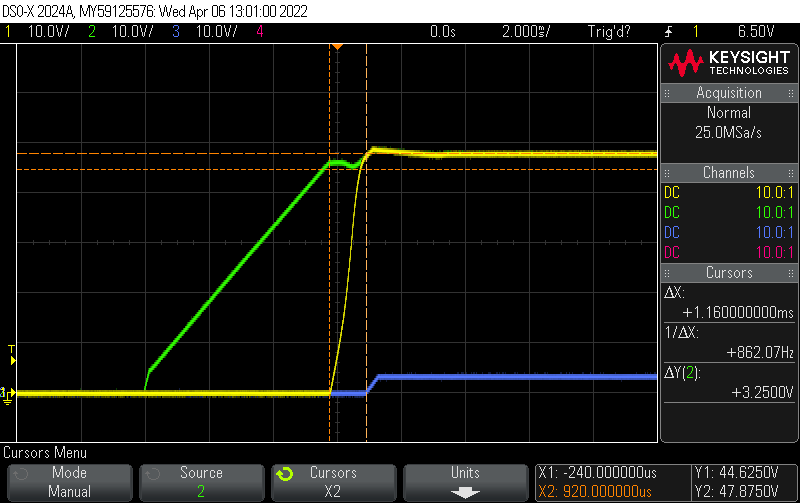 DSO-X 2024A, MY59125576: Wed Apr 06 13:01:00 2022
1 10.0V/ 2 10.0V/ 3 10.0V/ 4 0.0s 2.000ms/ Trig'd? 1 6.50V
KEYSIGHT
TECHNOLOGIES
Acquisition
Normal
25.0MSa/s
Channels
DC 10.0:1
DC 10.0:1
DC 10.0:1
DC 10.0:1
Cursors
ΔX:
+1.160000000ms
1/ΔX:
+862.07Hz
ΔY(2):
+3.2500V
T
Cursors Menu
Mode
Manual
Source
2
Cursors
X2
Units
X1: -240.000000us
X2: 920.000000us
Y1: 44.6250V
Y2: 47.8750V